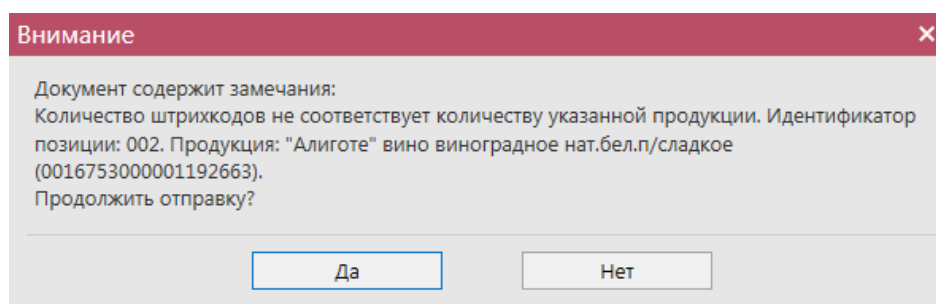 Внимание
Документ содержит замечания:
Количество штрихкодов не соответствует количеству указанной продукции. Идентификатор
позиции: 002. Продукция: "Алиготе" вино виноградное нат.бел.п/сладкое
(0016753000001192663).
Продолжить отправку?
Да
Нет